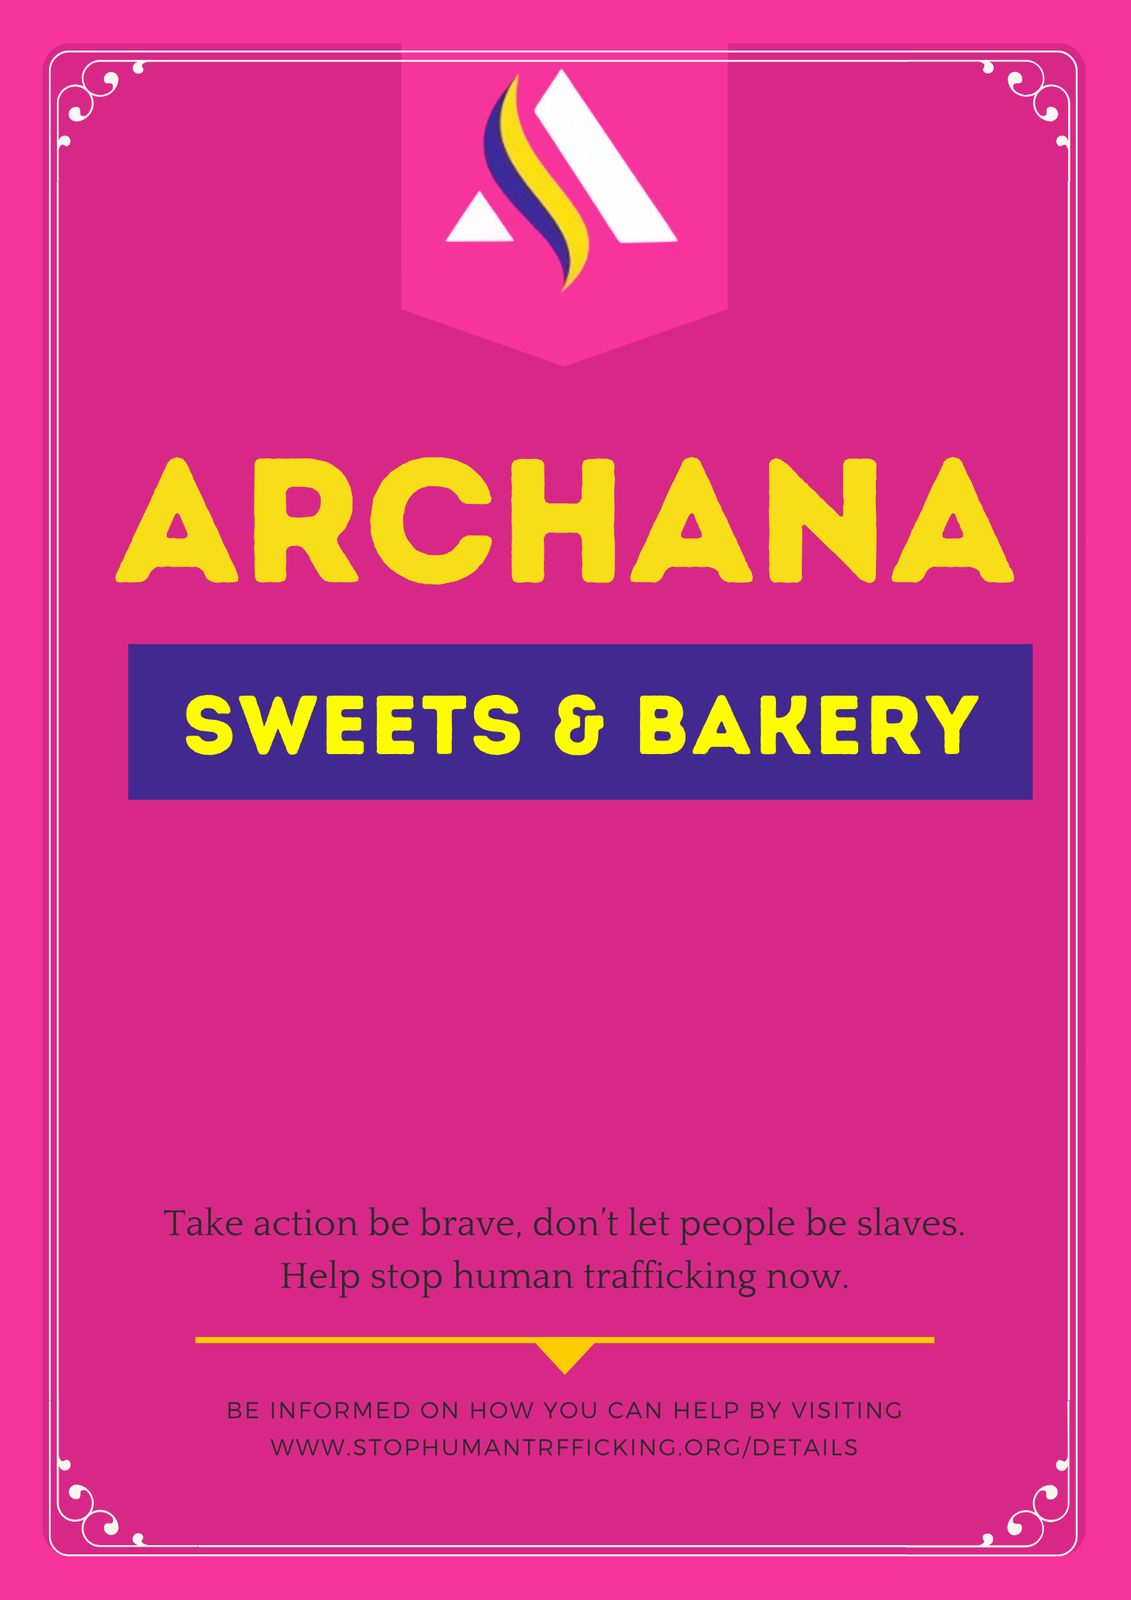 ARCHANA
SWEETS & BAKERY
Take action be brave, don't let people be slaves.
Help stop human trafficking now.
BE INFORMED ON HOW YOU CAN HELP BY VISITING
WWW.STOPHUMANTRFFICKING.ORG/DETAILS